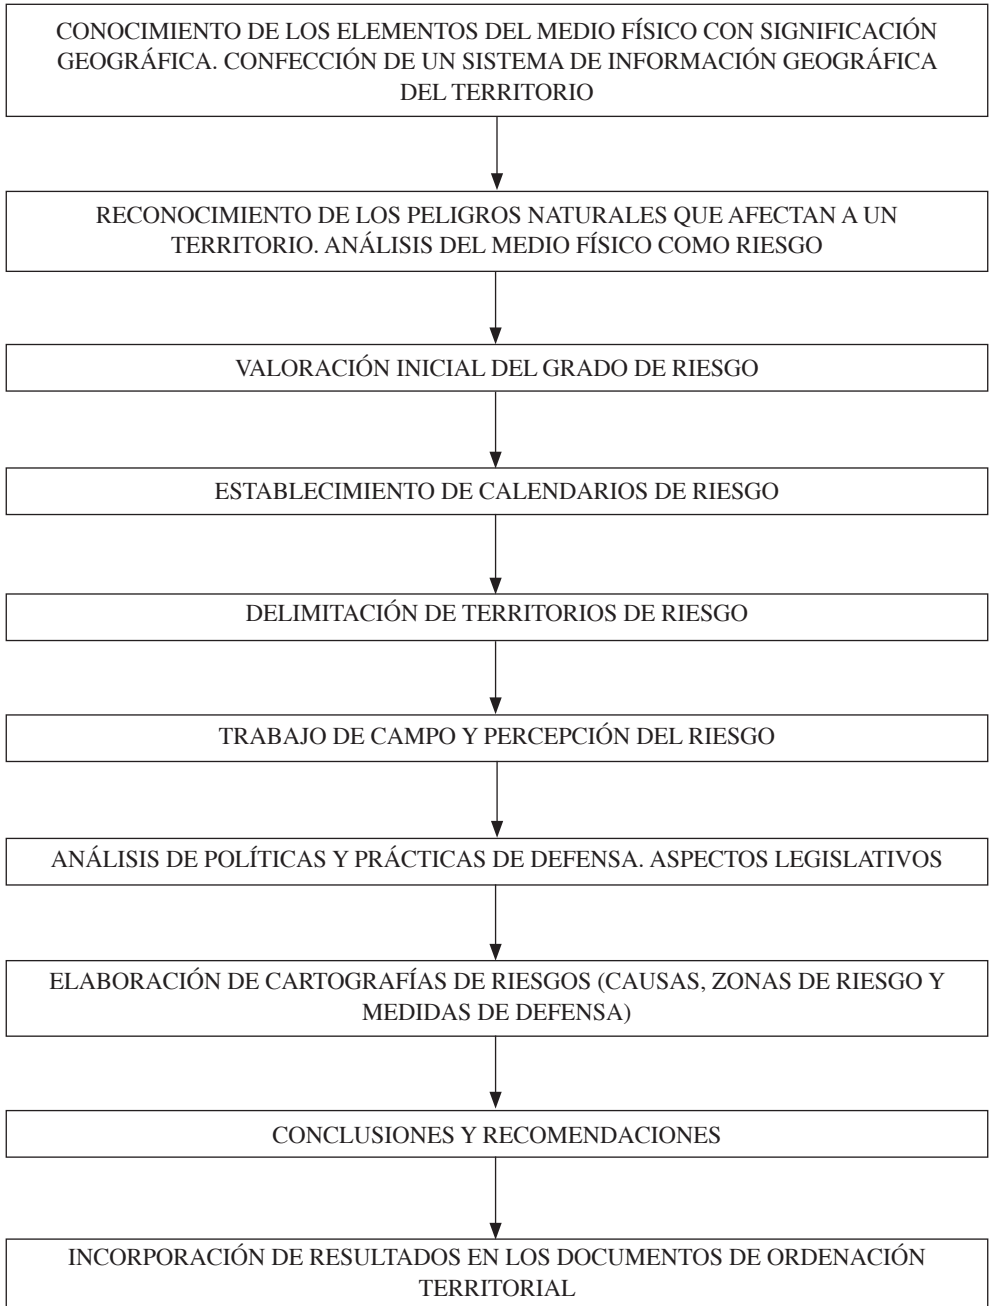 CONOCIMIENTO DE LOS ELEMENTOS DEL MEDIO FÍSICO CON SIGNIFICACIÓN
GEOGRÁFICA. CONFECCIÓN DE UN SISTEMA DE INFORMACIÓN GEOGRÁFICA
DEL TERRITORIO
RECONOCIMIENTO DE LOS PELIGROS NATURALES QUE AFECTAN A UN
TERRITORIO. ANÁLISIS DEL MEDIO FÍSICO COMO RIESGO
VALORACIÓN INICIAL DEL GRADO DE RIESGO
ESTABLECIMIENTO DE CALENDARIOS DE RIESGO
DELIMITACIÓN DE TERRITORIOS DE RIESGO
TRABAJO DE CAMPO Y PERCEPCIÓN DEL RIESGO
ANÁLISIS DE POLÍTICAS Y PRÁCTICAS DE DEFENSA. ASPECTOS LEGISLATIVOS
ELABORACIÓN DE CARTOGRAFÍAS DE RIESGOS (CAUSAS, ZONAS DE RIESGO Y
MEDIDAS DE DEFENSA)
CONCLUSIONES Y RECOMENDACIONES
INCORPORACIÓN DE RESULTADOS EN LOS DOCUMENTOS DE ORDENACIÓN
TERRITORIAL